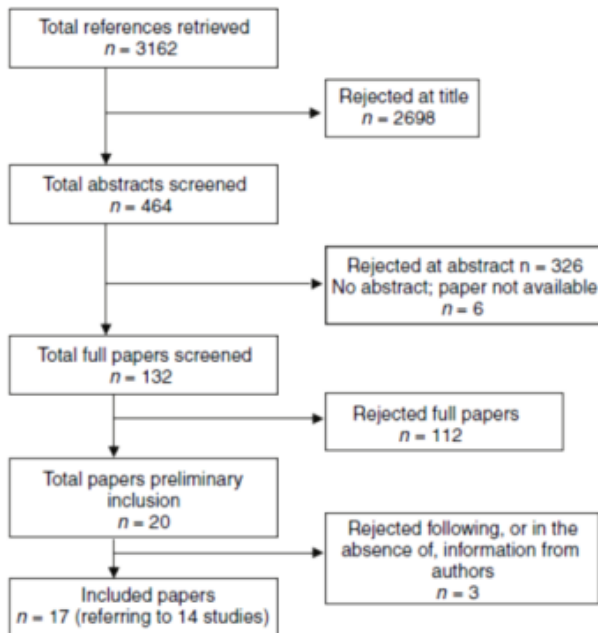 Total references retrieved
n = 3162
Rejected at title
n = 2698
Total abstracts screened
n = 464
Rejected at abstract n = 326
No abstract; paper not available
n = 6
Total full papers screened
n = 132
Rejected full papers
n = 112
Total papers preliminary
inclusion
n = 20
Rejected following, or in the
absence of, information from
authors
n = 3
Included papers
n = 17 (referring to 14 studies)